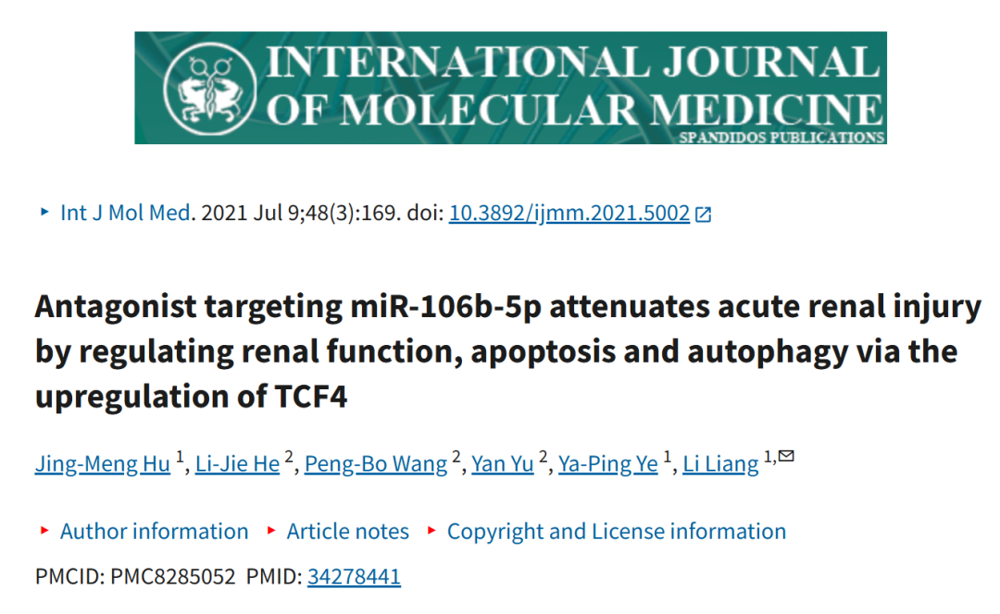 INTERNATIONAL JOURNAL
OF MOLECULAR MEDICINE
SPANDIDOS PUBLICATIONS
Int J Mol Med. 2021 Jul 9;48(3):169. doi: 10.3892/ijmm.2021.5002
Antagonist targeting miR-106b-5p attenuates acute renal injury
by regulating renal function, apoptosis and autophagy via the
upregulation of TCF4
Jing-Meng Hu 1, Li-Jie He 2, Peng-Bo Wang 2, Yan Yu 2, Ya-Ping Ye 1, Li Liang 1,✉
Author information Article notes Copyright and License information
PMCID: PMC8285052 PMID: 34278441